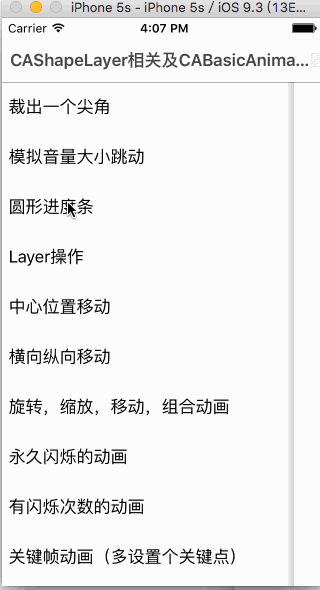 iPhone 5s - iPhone 5s / iOS 9.3 (13E...
Carrier 4:07 PM
CAShapeLayer相关及CABasicAnima...
裁出一个尖角
模拟音量大小跳动
圆形进度条
Layer操作
中心位置移动
横向纵向移动
旋转，缩放，移动，组合动画
永久闪烁的动画
有闪烁次数的动画
关键帧动画（多设置个关键点）